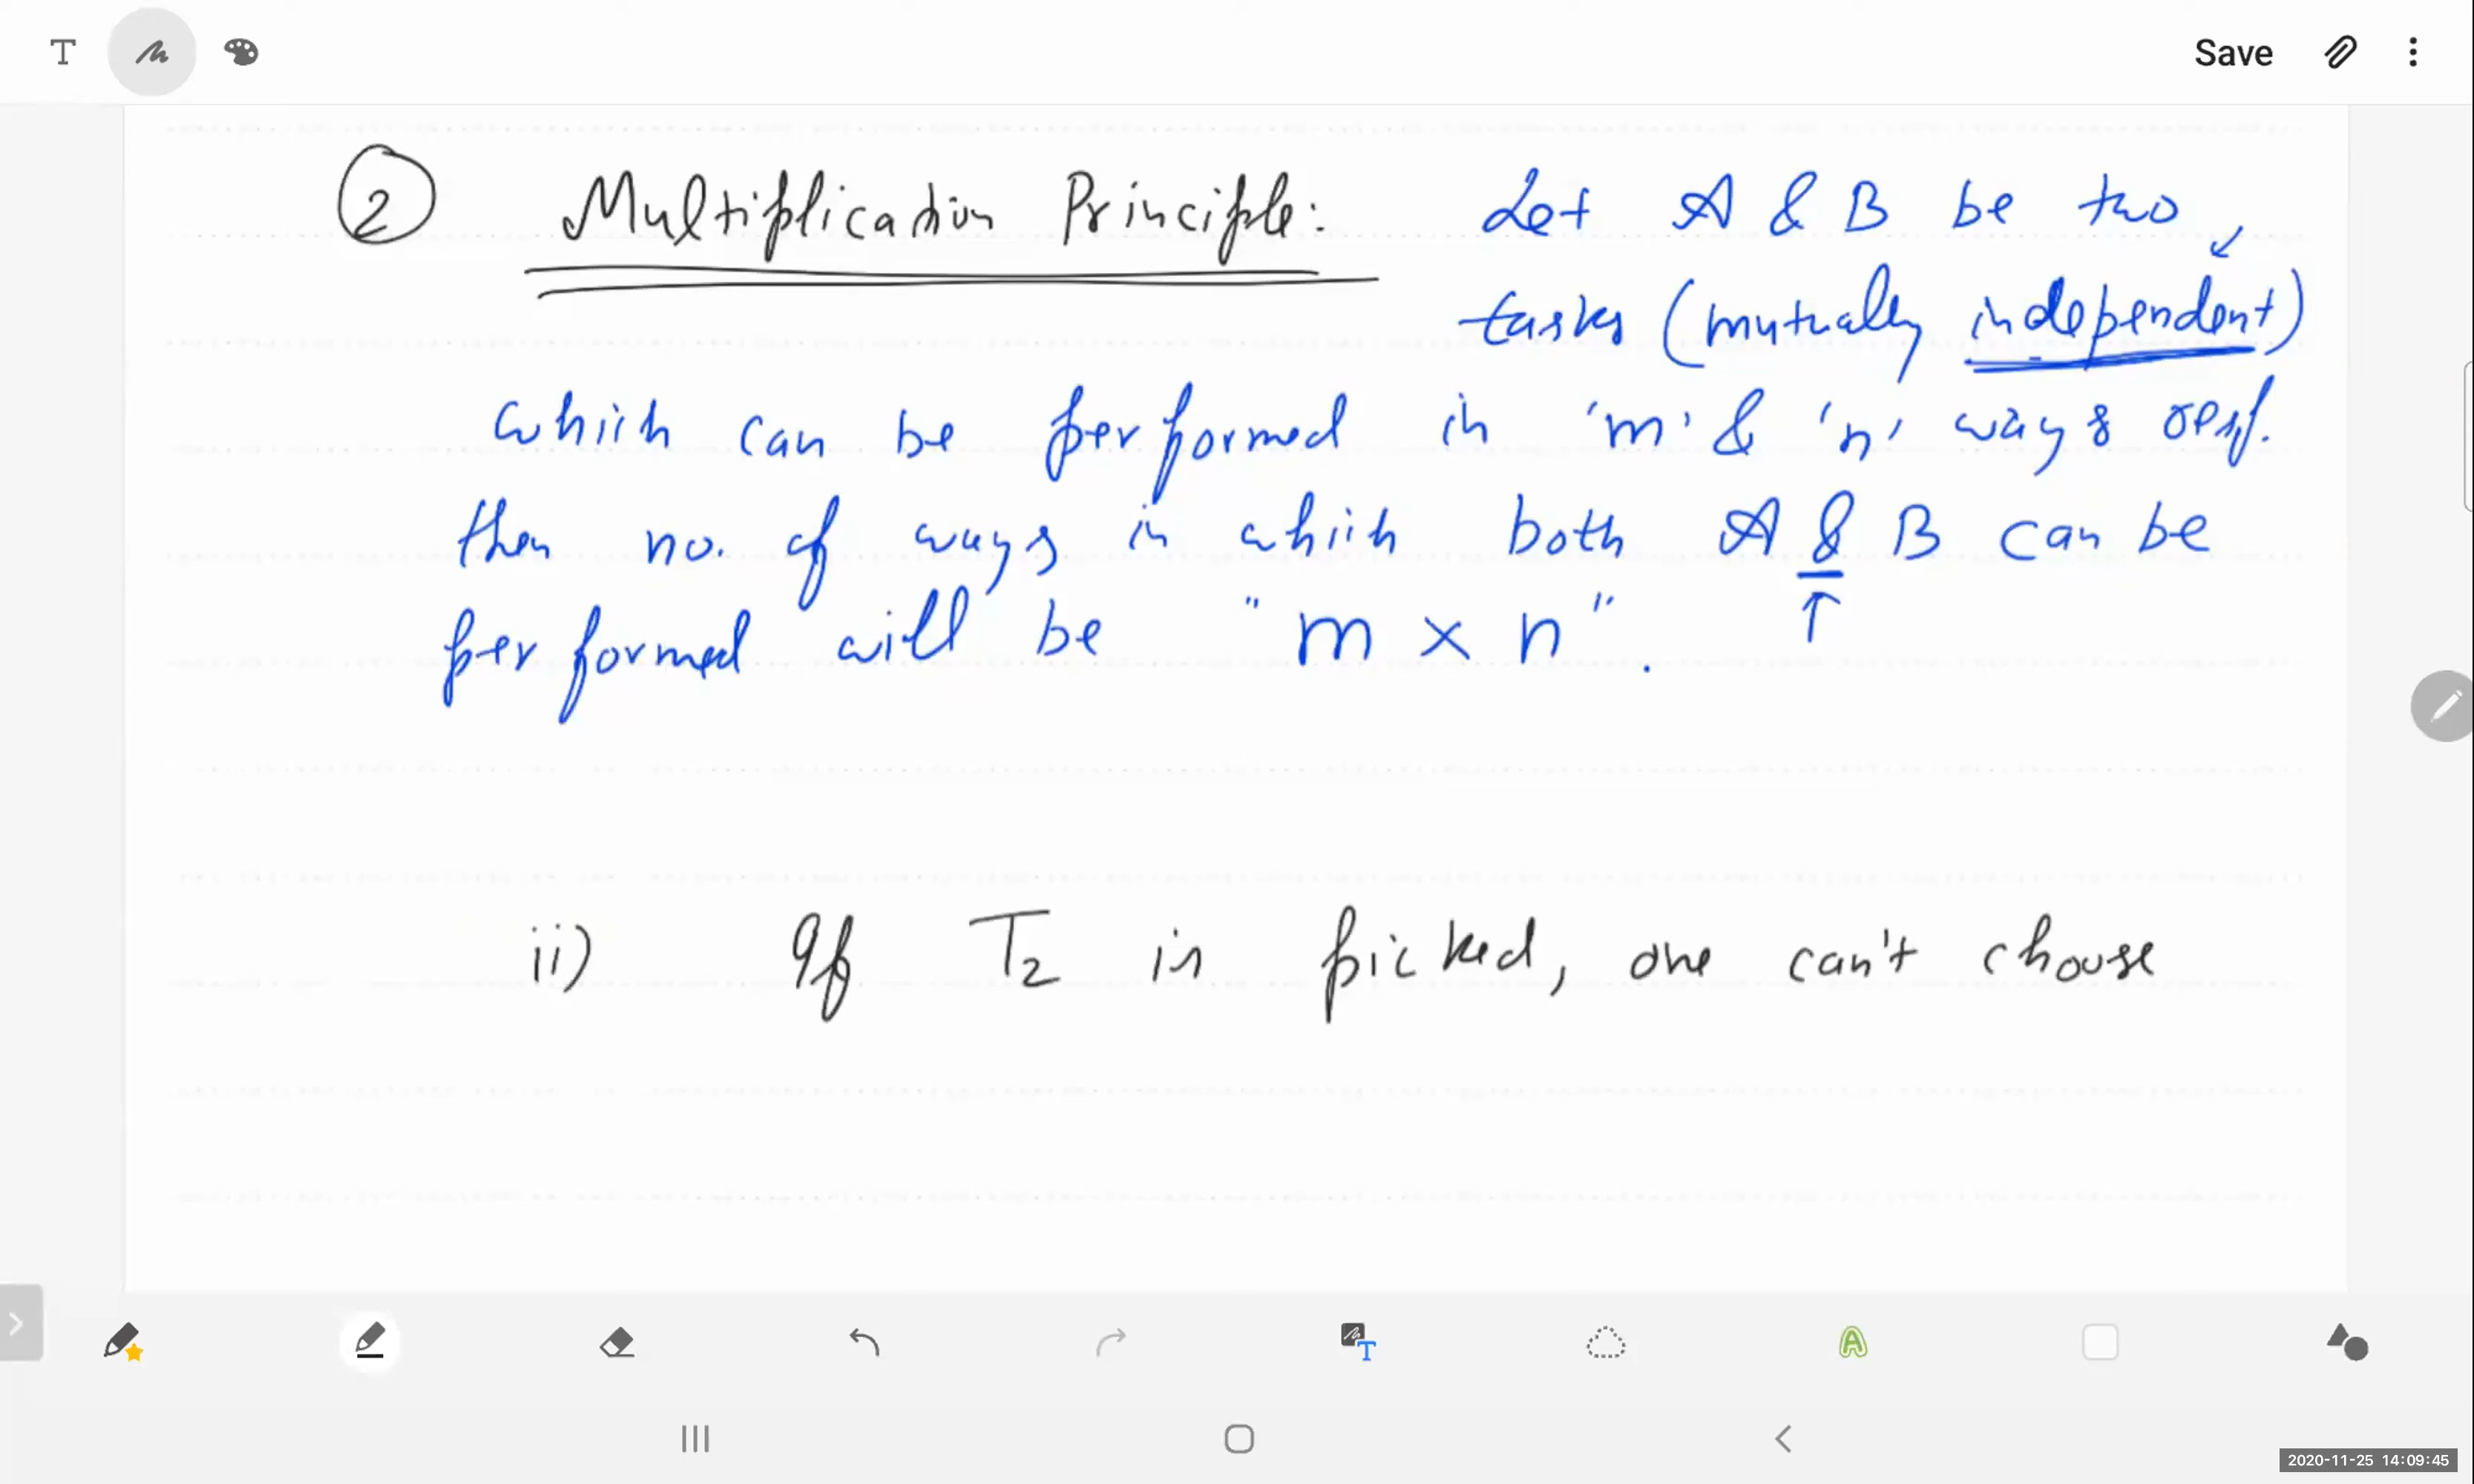 Save
2 Multiplication Principle: Let A & B be two
tasks (mutually independent)
which can be performed in 'm' & 'n' ways resp.
then no. of ways in which both A & B can be
performed will be "m × n".
ii) If T2 is picked, one can't choose
2020-11-25 14:09:45